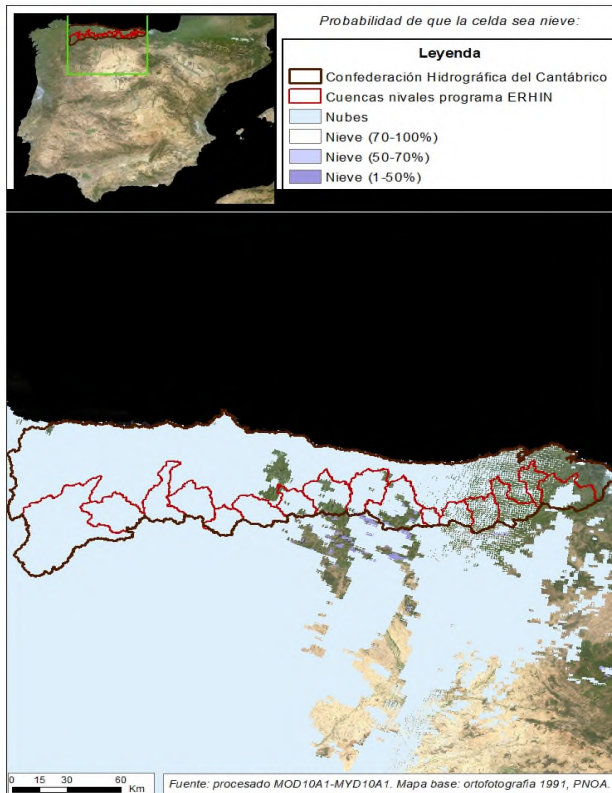 Probabilidad de que la celda sea nieve:
Leyenda
Confederación Hidrográfica del Cantábrico
Cuencas nivales programa ERHIN
Nubes
Nieve (70-100%)
Nieve (50-70%)
Nieve (1-50%)
0 15 30 60
Km
Fuente: procesado MOD10A1-MYD10A1. Mapa base: ortofotografia 1991, PNOA.